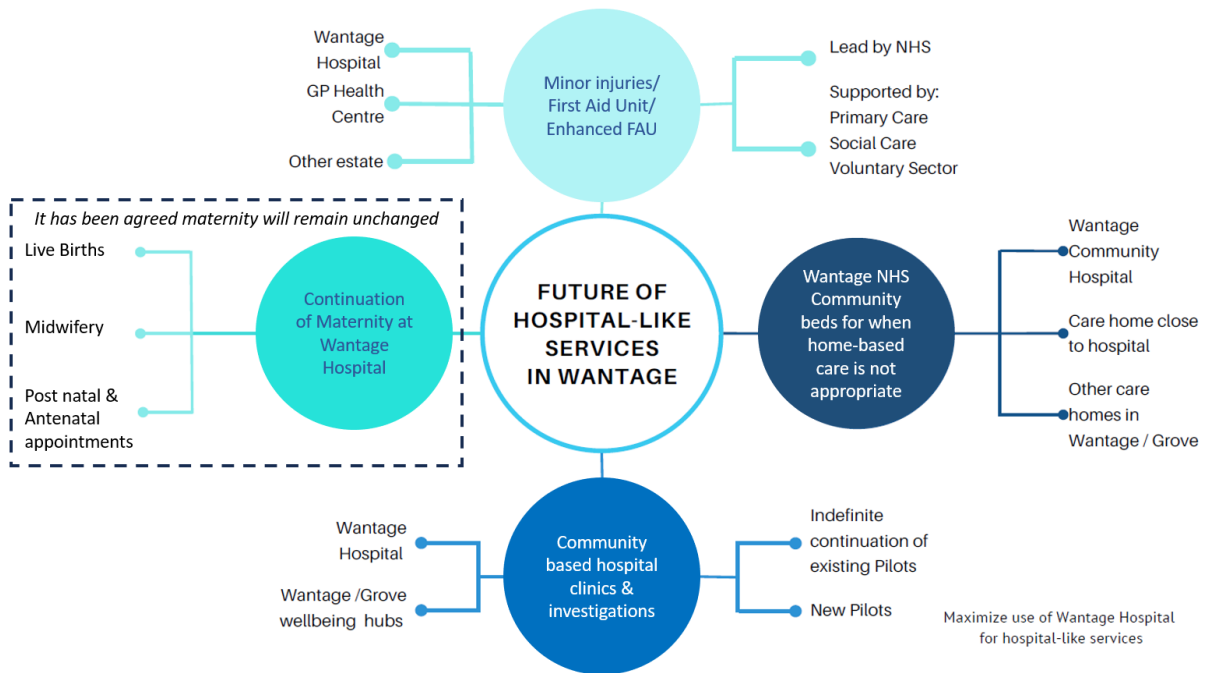 Wantage
Hospital
GP Health
Centre
Other estate
Minor injuries/
First Aid Unit/
Enhanced FAU
Lead by NHS
Supported by:
Primary Care
Social Care
Voluntary Sector
It has been agreed maternity will remain unchanged
Live Births
Midwifery
Post natal &
Antenatal
appointments
Continuation
of Maternity at
Wantage
Hospital
FUTURE OF
HOSPITAL-LIKE
SERVICES
IN WANTAGE
Wantage NHS
Community
beds for when
home-based
care is not
appropriate
Wantage
Community
Hospital
Care home close
to hospital
Other care
homes in
Wantage / Grove
Wantage
Hospital
Wantage /Grove
wellbeing hubs
Community
based hospital
clinics &
investigations
Indefinite
continuation of
existing Pilots
New Pilots
Maximize use of Wantage Hospital
for hospital-like services